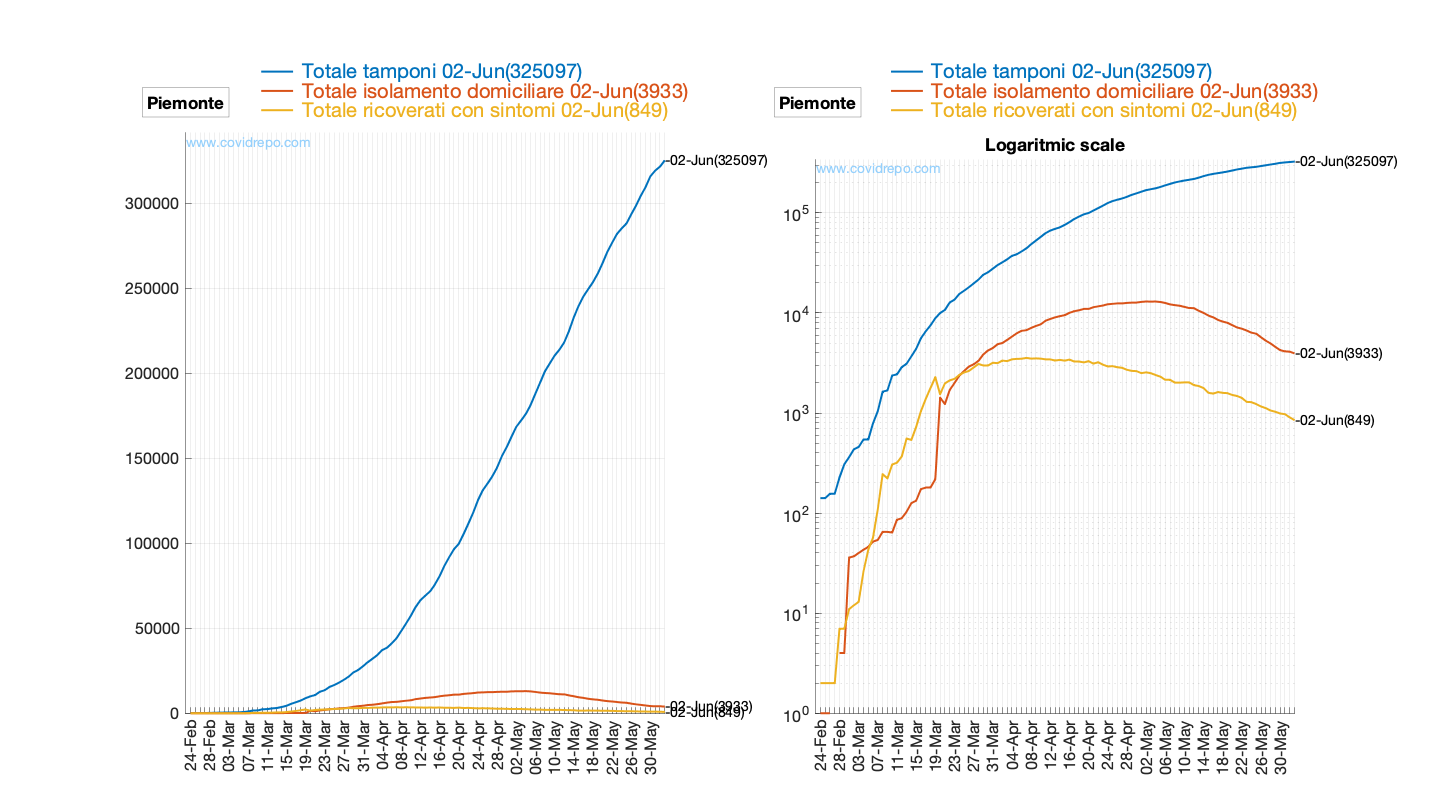 Totale tamponi 02-Jun(325097)
Totale isolamento domiciliare 02-Jun(3933)
Totale ricoverati con sintomi 02-Jun(849)
Piemonte
www.covidrepo.com
02-Jun(325097)
300000
250000
200000
150000
100000
50000
0
02-Jun(3933)
02-Jun(849)
24-Feb
28-Feb
03-Mar
07-Mar
11-Mar
15-Mar
19-Mar
23-Mar
27-Mar
31-Mar
04-Apr
08-Apr
12-Apr
16-Apr
20-Apr
24-Apr
28-Apr
02-May
06-May
10-May
14-May
18-May
22-May
26-May
30-May
Totale tamponi 02-Jun(325097)
Totale isolamento domiciliare 02-Jun(3933)
Totale ricoverati con sintomi 02-Jun(849)
Piemonte
Logaritmic scale
www.covidrepo.com
02-Jun(325097)
10^5
10^4
02-Jun(3933)
10^3
02-Jun(849)
10^2
10^1
10^0
24-Feb
28-Feb
03-Mar
07-Mar
11-Mar
15-Mar
19-Mar
23-Mar
27-Mar
31-Mar
04-Apr
08-Apr
12-Apr
16-Apr
20-Apr
24-Apr
28-Apr
02-May
06-May
10-May
14-May
18-May
22-May
26-May
30-May